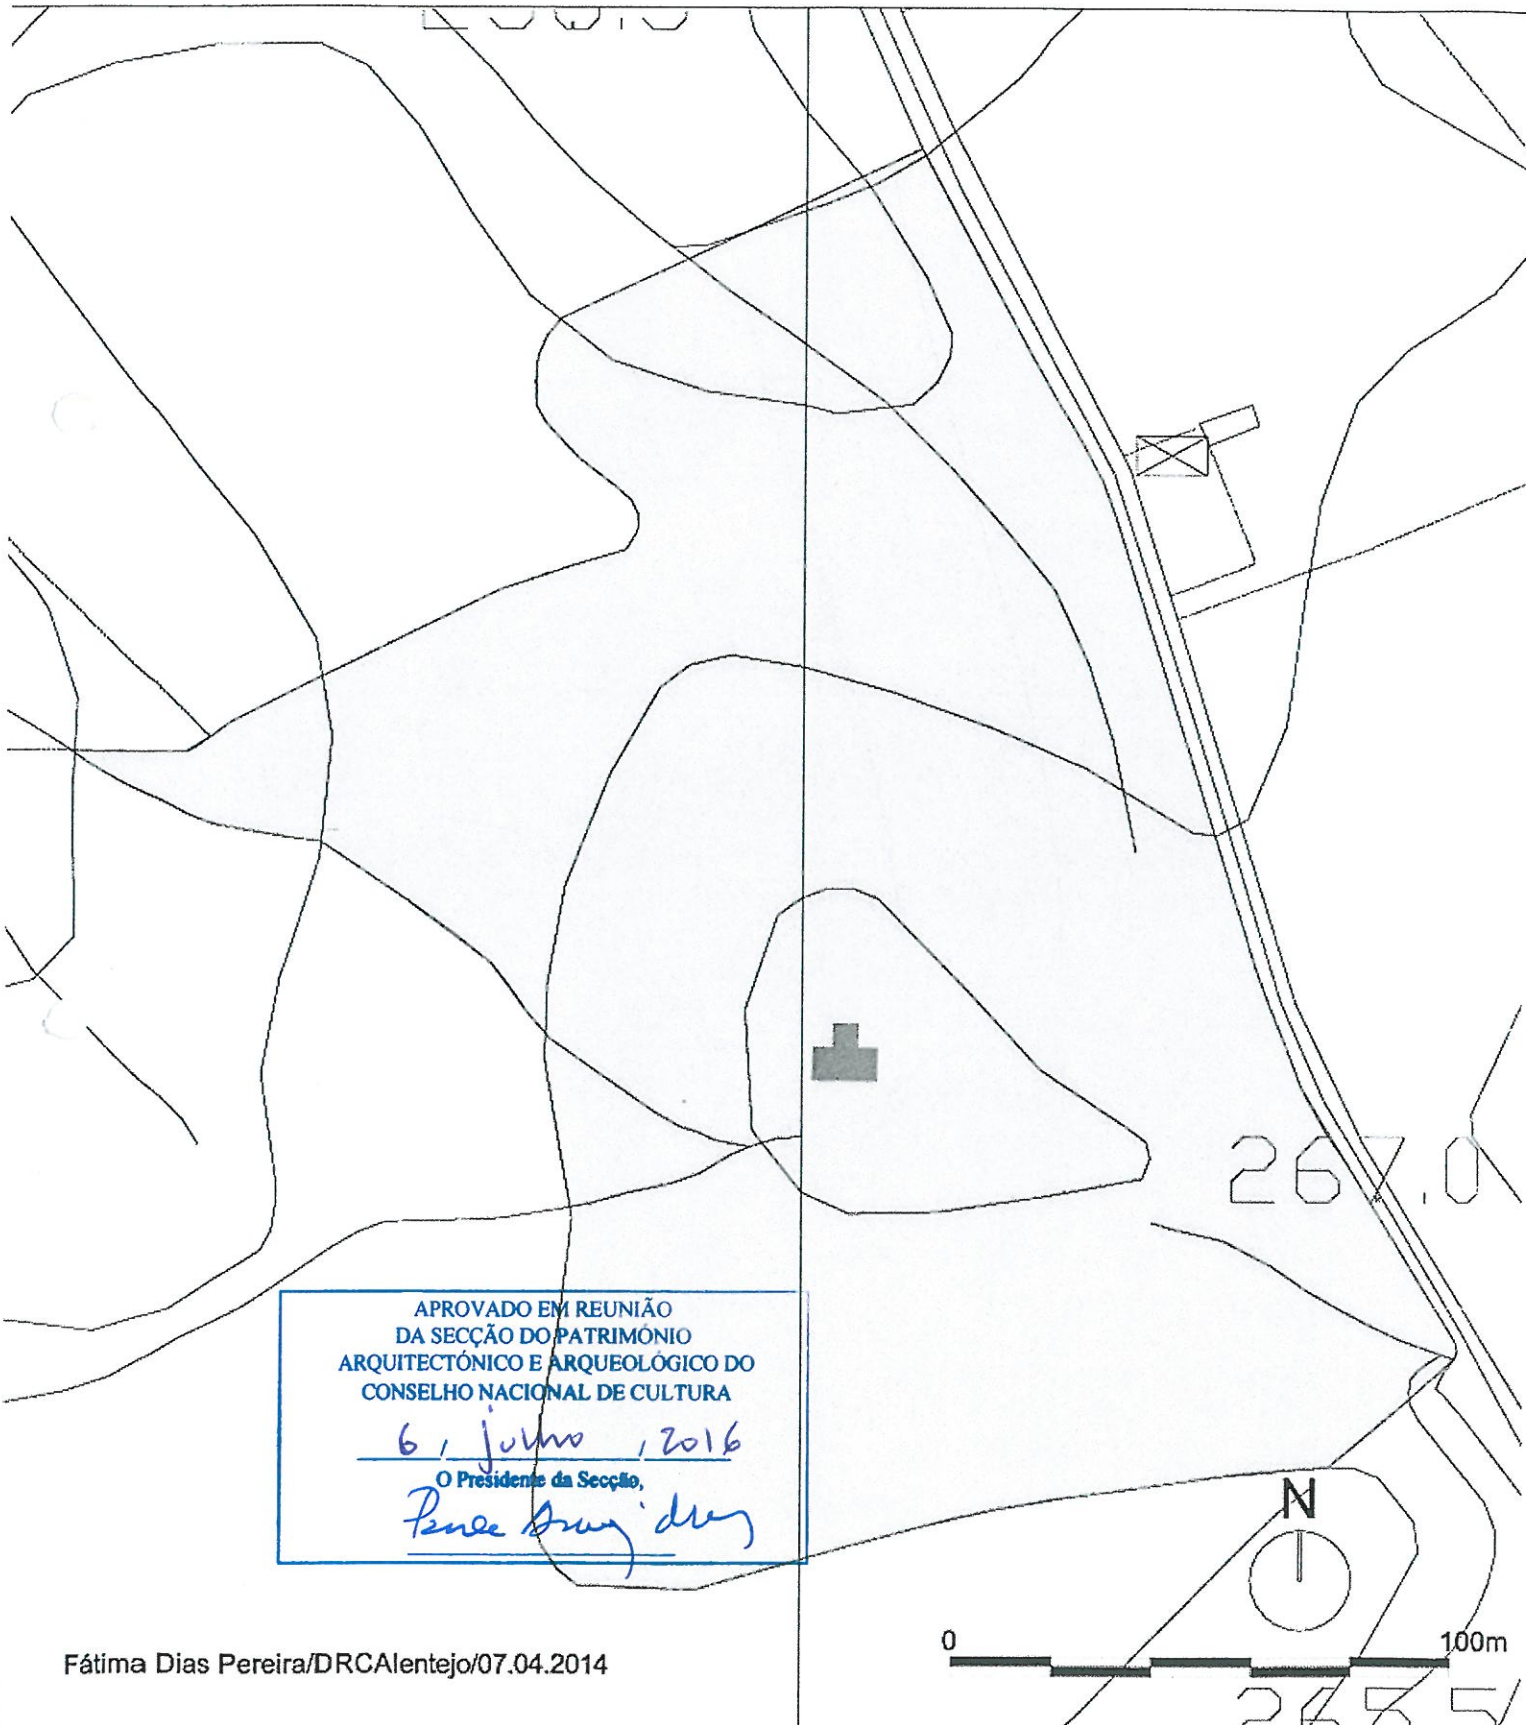 267.0
APROVADO EM REUNIÃO
DA SECÇÃO DO PATRIMÓNIO
ARQUITECTÓNICO E ARQUEOLÓGICO DO
CONSELHO NACIONAL DE CULTURA
6 / julho / 2016
O Presidente da Secção,
N
0 100m
Fátima Dias Pereira/DRCAlentejo/07.04.2014